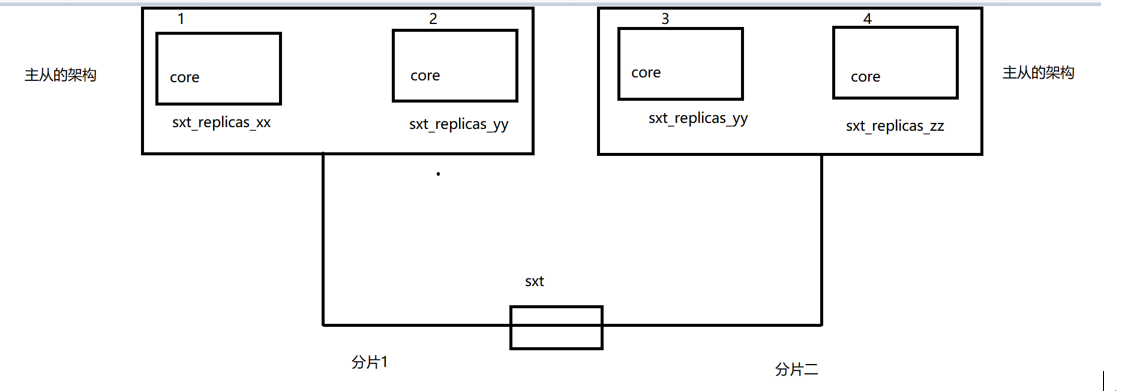 1
2
3
4
主从的架构
core
core
core
core
主从的架构
sxt_replicas_xx
sxt_replicas_yy
sxt_replicas_yy
sxt_replicas_zz
sxt
分片1
分片二